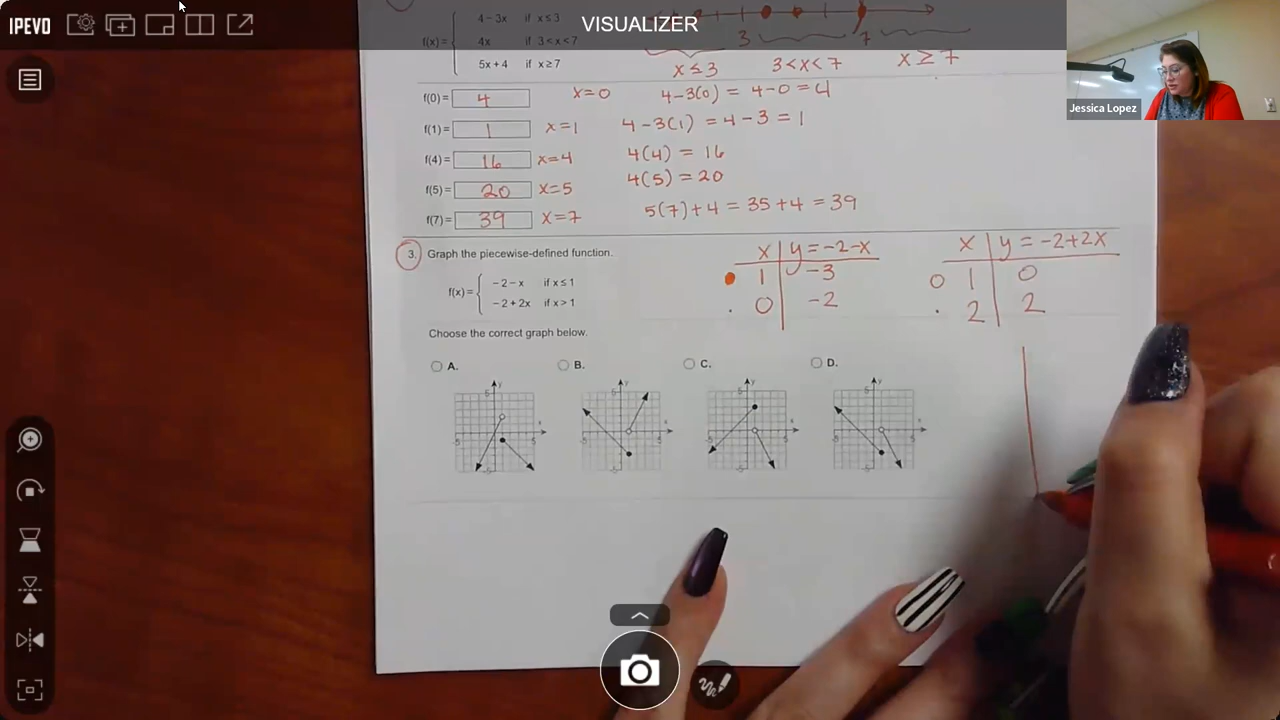 IPEVO
VISUALIZER
Jessica Lopez
f(x) =
4 − 3x if x ≤ 3
4x if 3 < x < 7
5x + 4 if x ≥ 7
3 7
x ≤ 3 3 < x < 7 x ≥ 7
f(0) = 4 x = 0 4 − 3(0) = 4 − 0 = 4
f(1) = 1 x = 1 4 − 3(1) = 4 − 3 = 1
f(4) = 16 x = 4 4(4) = 16
f(5) = 20 x = 5 4(5) = 20
f(7) = 39 x = 7 5(7) + 4 = 35 + 4 = 39
3. Graph the piecewise-defined function.
f(x) =
− 2 − x if x ≤ 1
− 2 + 2x if x > 1
x y = −2 − x
1 −3
0 −2
x y = −2 + 2x
1 0
2 2
Choose the correct graph below.
A. B. C. D.